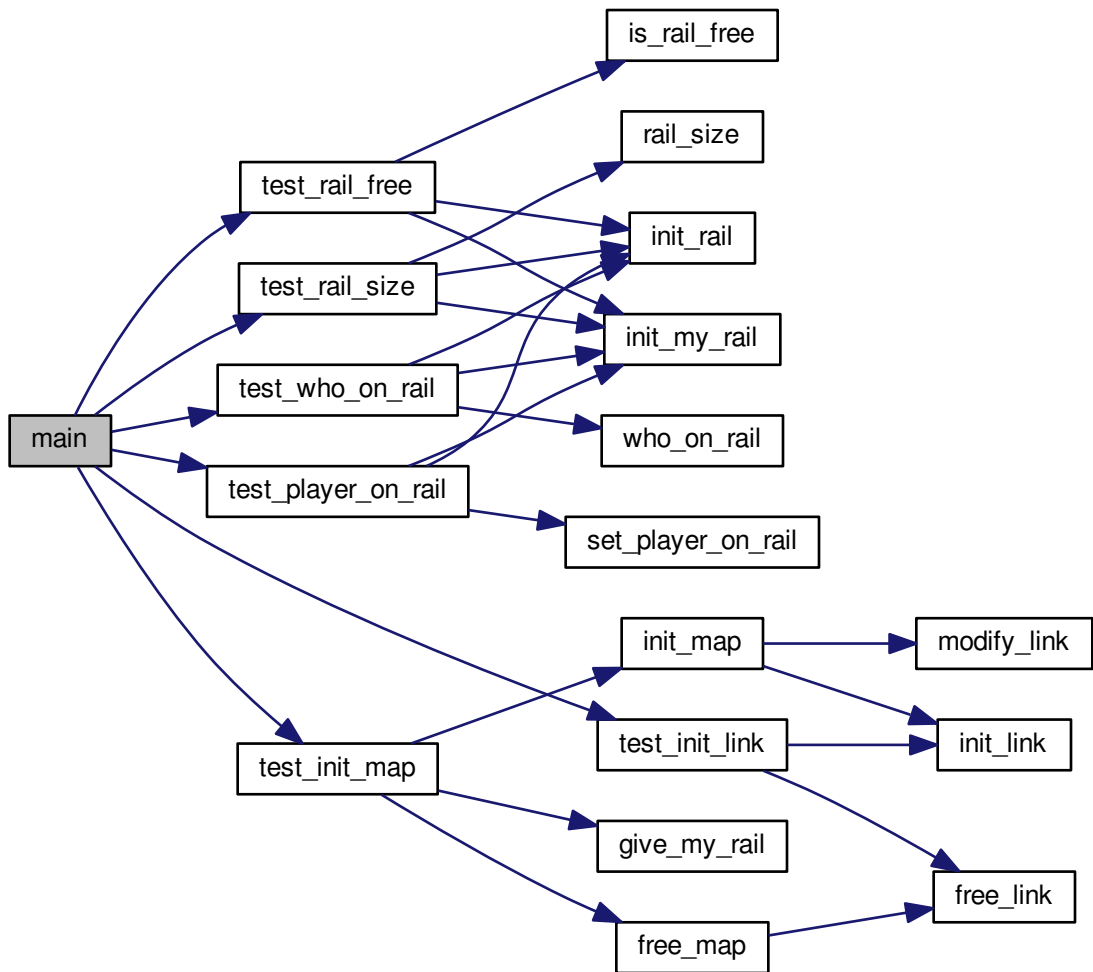 is_rail_free
rail_size
test_rail_free
init_rail
test_rail_size
init_my_rail
test_who_on_rail
main
who_on_rail
test_player_on_rail
set_player_on_rail
init_map
modify_link
test_init_link
init_link
test_init_map
give_my_rail
free_link
free_map